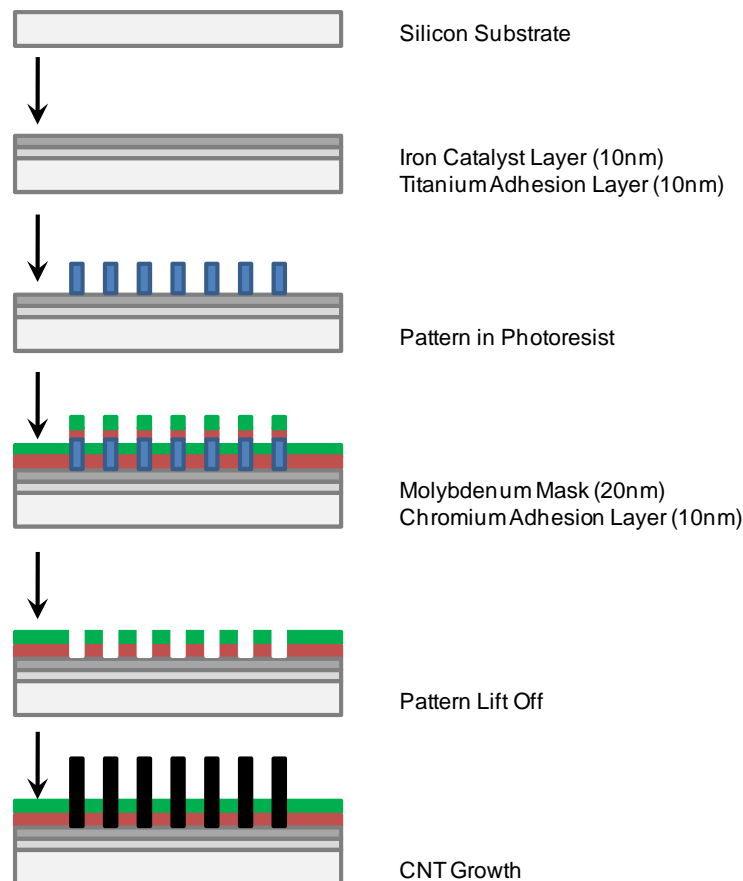 Silicon Substrate
Iron Catalyst Layer (10nm)
Titanium Adhesion Layer (10nm)
Pattern in Photoresist
Molybdenum Mask (20nm)
Chromium Adhesion Layer (10nm)
Pattern Lift Off
CNT Growth